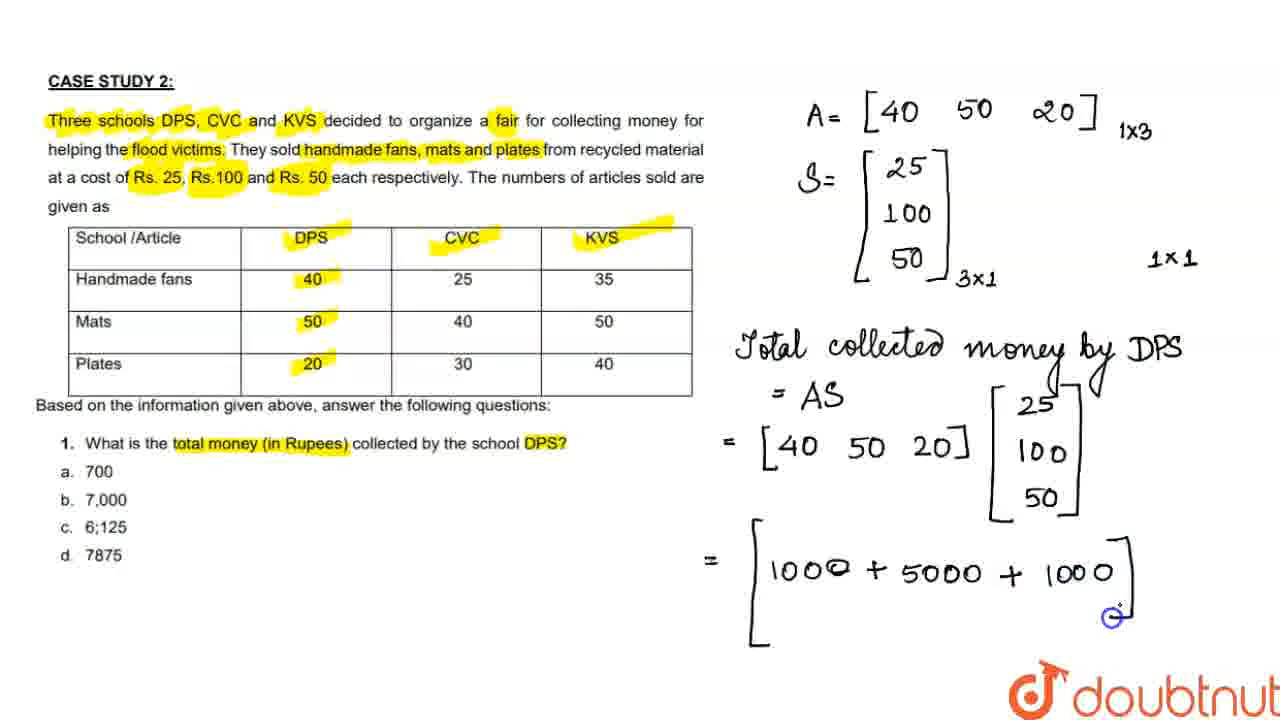 CASE STUDY 2:
Three schools DPS, CVC and KVS decided to organize a fair for collecting money for
helping the flood victims. They sold handmade fans, mats and plates from recycled material
at a cost of Rs. 25, Rs.100 and Rs. 50 each respectively. The numbers of articles sold are
given as
School /Article DPS CVC KVS
Handmade fans 40 25 35
Mats 50 40 50
Plates 20 30 40
Based on the information given above, answer the following questions:
1. What is the total money (in Rupees) collected by the school DPS?
a. 700
b. 7,000
c. 6;125
d. 7875
A = [40 50 20] 1×3
S = [25
100
50] 3×1
1×1
Total collected money by DPS
= AS
= [40 50 20] [25
100
50]
= [1000 + 5000 + 1000]
doubtnut